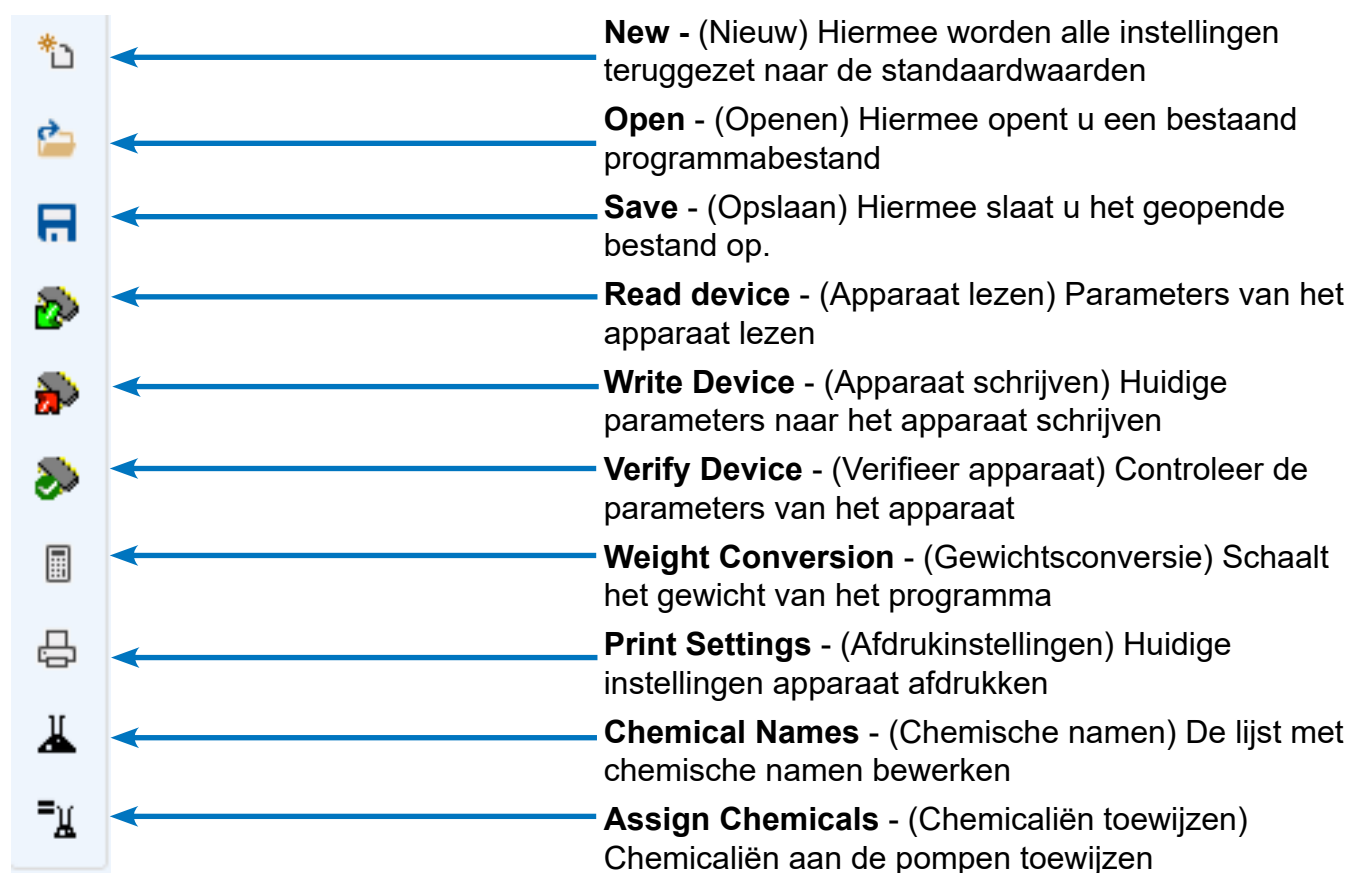 New - (Nieuw) Hiermee worden alle instellingen
teruggezet naar de standaardwaarden
Open - (Openen) Hiermee opent u een bestaand
programmabestand
Save - (Opslaan) Hiermee slaat u het geopende
bestand op.
Read device - (Apparaat lezen) Parameters van het
apparaat lezen
Write Device - (Apparaat schrijven) Huidige
parameters naar het apparaat schrijven
Verify Device - (Verifieer apparaat) Controleer de
parameters van het apparaat
Weight Conversion - (Gewichtsconversie) Schaalt
het gewicht van het programma
Print Settings - (Afdrukinstellingen) Huidige
instellingen apparaat afdrukken
Chemical Names - (Chemische namen) De lijst met
chemische namen bewerken
Assign Chemicals - (Chemicaliën toewijzen)
Chemicaliën aan de pompen toewijzen